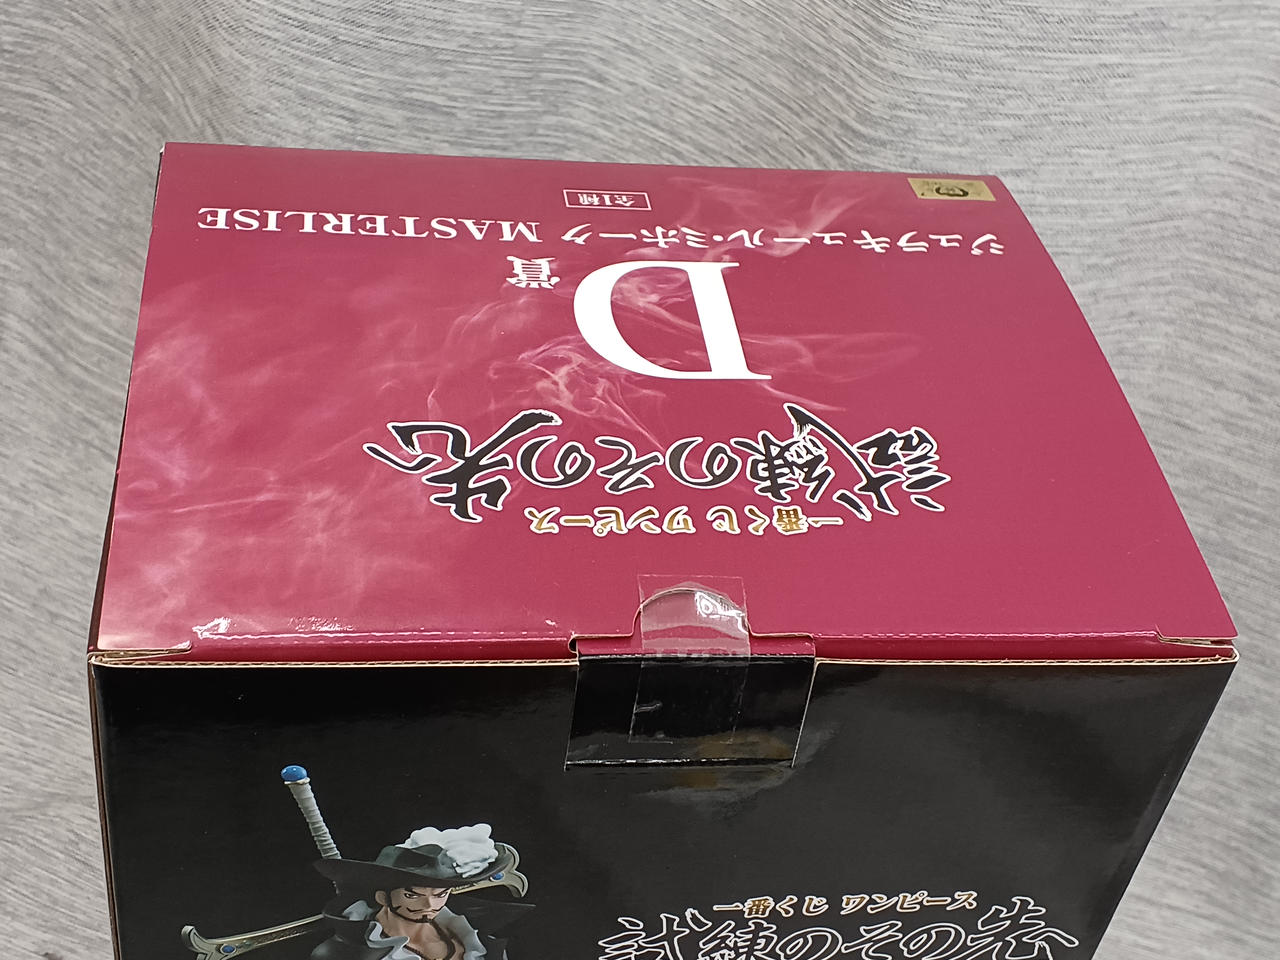 一番くじ ワンピース
試練のその先
D賞
ジュラキュール・ミホーク MASTERLISE
全1種
一番くじ ワンピース
試練のその先